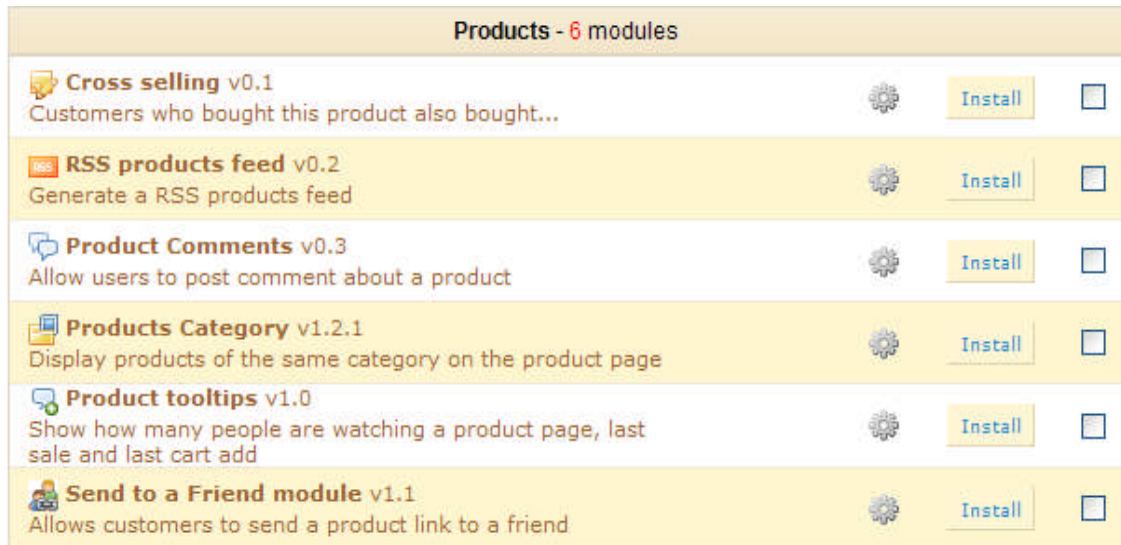 Products - 6 modules
Cross selling v0.1
Customers who bought this product also bought...
Install
RSS RSS products feed v0.2
Generate a RSS products feed
Install
Product Comments v0.3
Allow users to post comment about a product
Install
Products Category v1.2.1
Display products of the same category on the product page
Install
Product tooltips v1.0
Show how many people are watching a product page, last
sale and last cart add
Install
Send to a Friend module v1.1
Allows customers to send a product link to a friend
Install